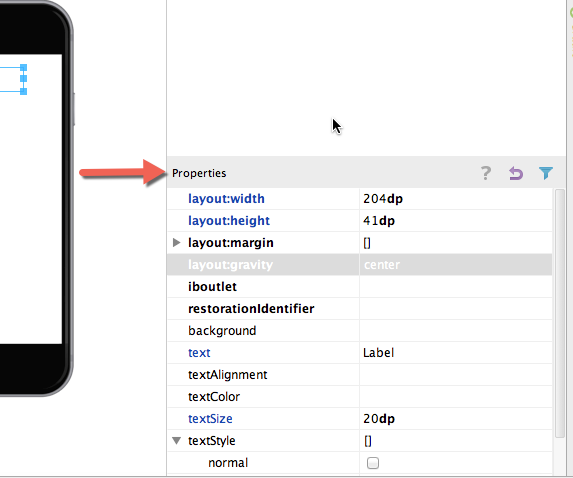 Properties ?
layout:width 204dp
layout:height 41dp
layout:margin []
layout:gravity center
iboutlet
restorationIdentifier
background
text Label
textAlignment
textColor
textSize 20dp
textStyle []
normal